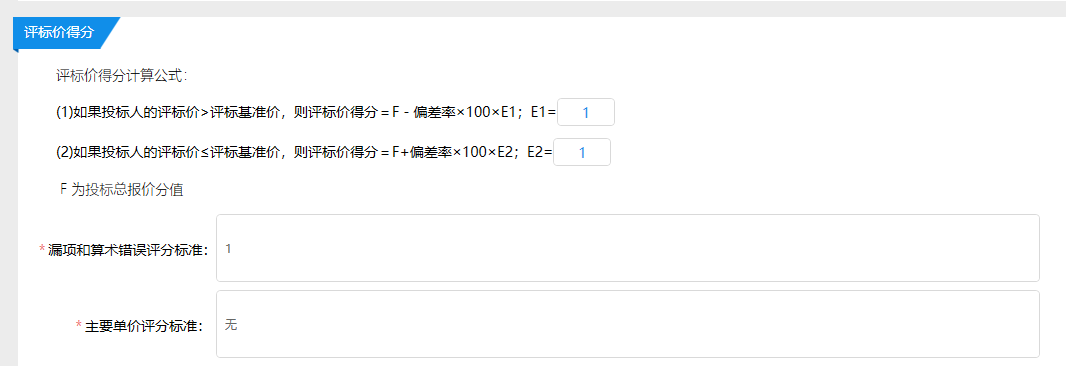 评标价得分
评标价得分计算公式：
(1)如果投标人的评标价>评标基准价，则评标价得分＝F－偏差率×100×E1；E1= 1
(2)如果投标人的评标价≤评标基准价，则评标价得分＝F+偏差率×100×E2；E2= 1
F 为投标总报价分值
* 漏项和算术错误评分标准： 1
* 主要单价评分标准： 无